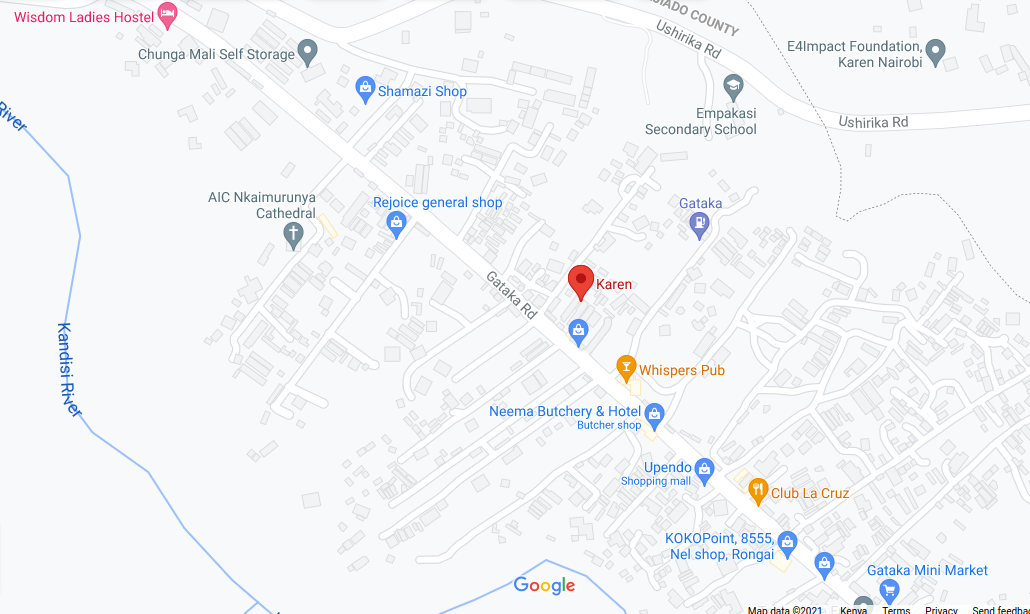 Wisdom Ladies Hostel
COUNTY
Ushirika Rd
Chunga Mali Self Storage
E4Impact Foundation,
Karen Nairobi
Shamazi Shop
River
Empakasi
Secondary School
Ushirika Rd
AIC Nkaimurunya
Cathedral
Rejoice general shop
Gataka
Gataka Rd
Karen
Kandisi River
Whispers Pub
Neema Butchery & Hotel
Butcher shop
Upendo
Shopping mall
Club La Cruz
KOKOPoint, 8555,
Nel shop, Rongai
Gataka Mini Market
Google
Map data ©2021
Kenya
Terms
Privacy
Send feedbac